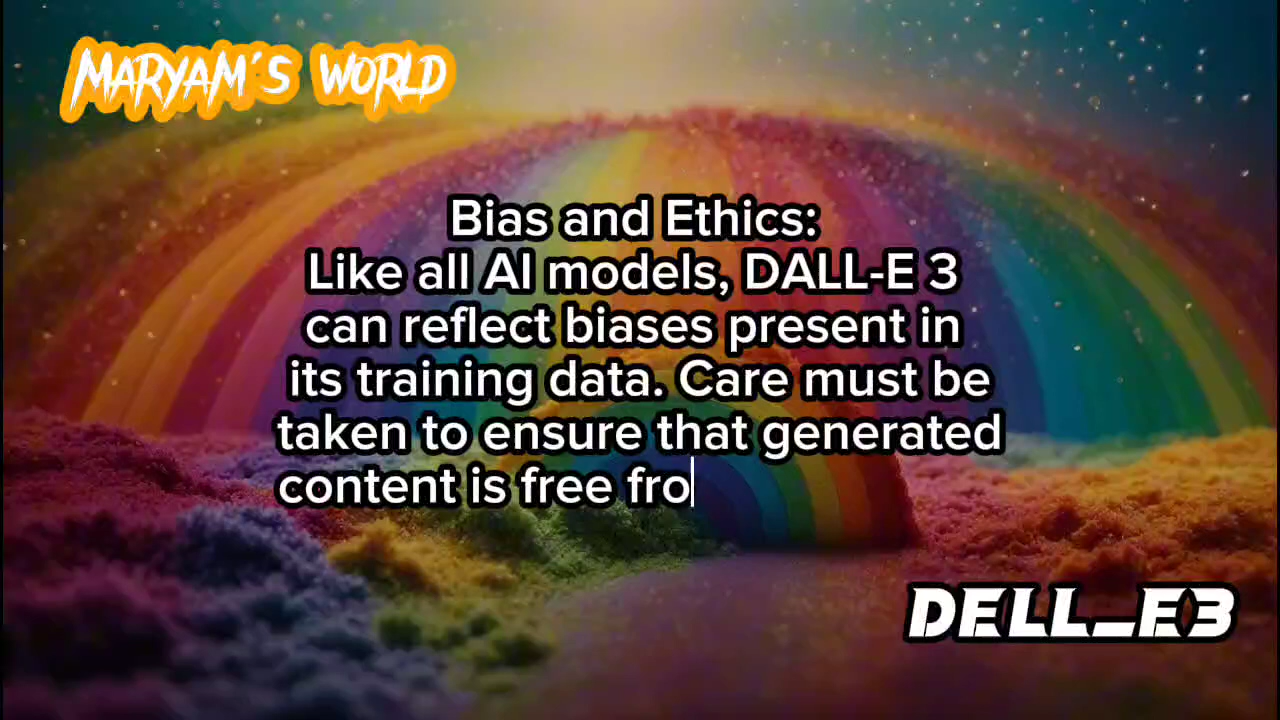 MARYAM'S WORLD
Bias and Ethics:
Like all AI models, DALL-E 3
can reflect biases present in
its training data. Care must be
taken to ensure that generated
content is free fro
DELL_E3